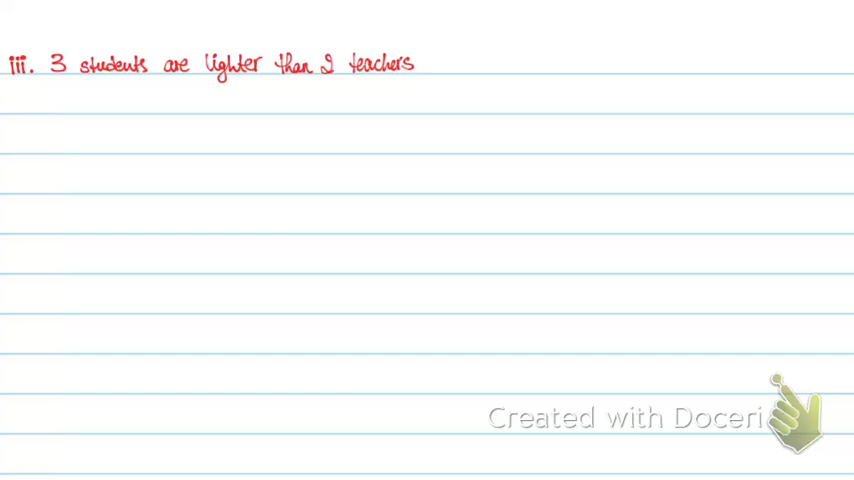 iii. 3 students are lighter than 2 teachers
Created with Doceri